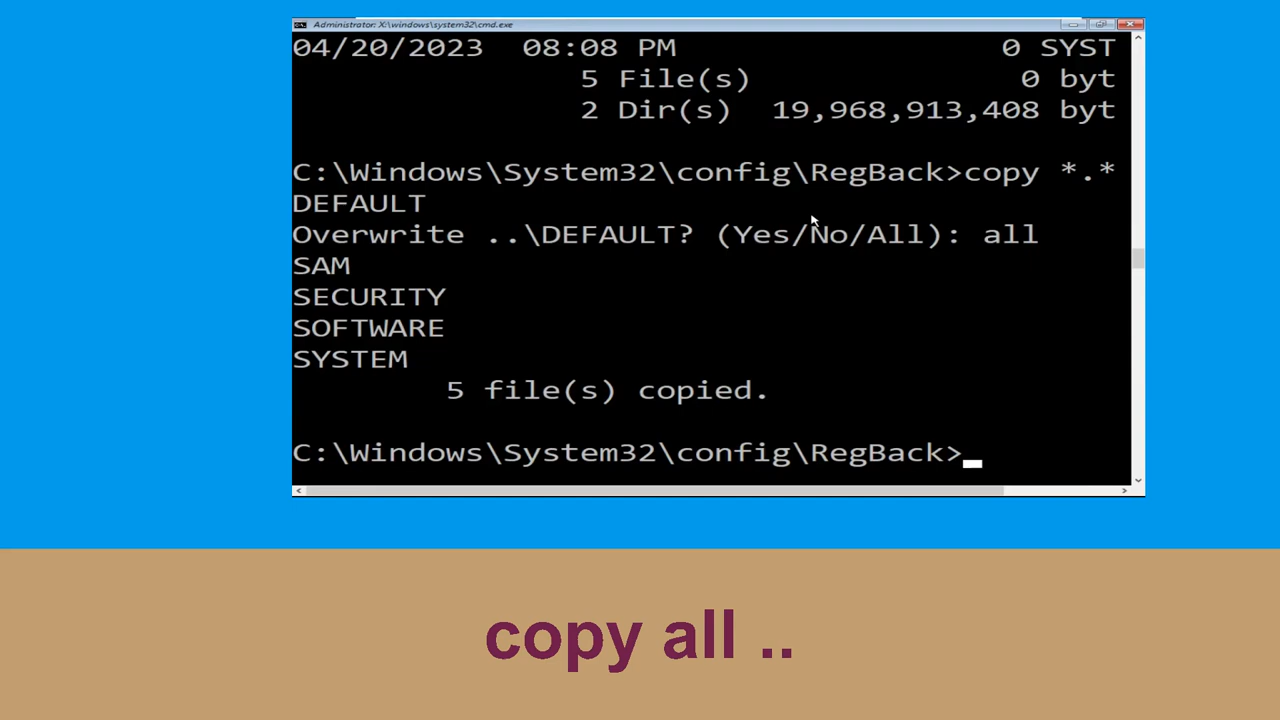 Administrator: X:\windows\system32\cmd.exe
04/20/2023 08:08 PM 0 SYST
5 File(s) 0 byt
2 Dir(s) 19,968,913,408 byt
C:\Windows\System32\config\RegBack>copy *.*
DEFAULT
Overwrite ..\DEFAULT? (Yes/No/All): all
SAM
SECURITY
SOFTWARE
SYSTEM
5 file(s) copied.
C:\Windows\System32\config\RegBack>_
copy all ..